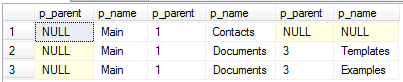 p_parent p_name p_parent p_name p_parent p_name
1 NULL Main 1 Contacts NULL NULL
2 NULL Main 1 Documents 3 Templates
3 NULL Main 1 Documents 3 Examples